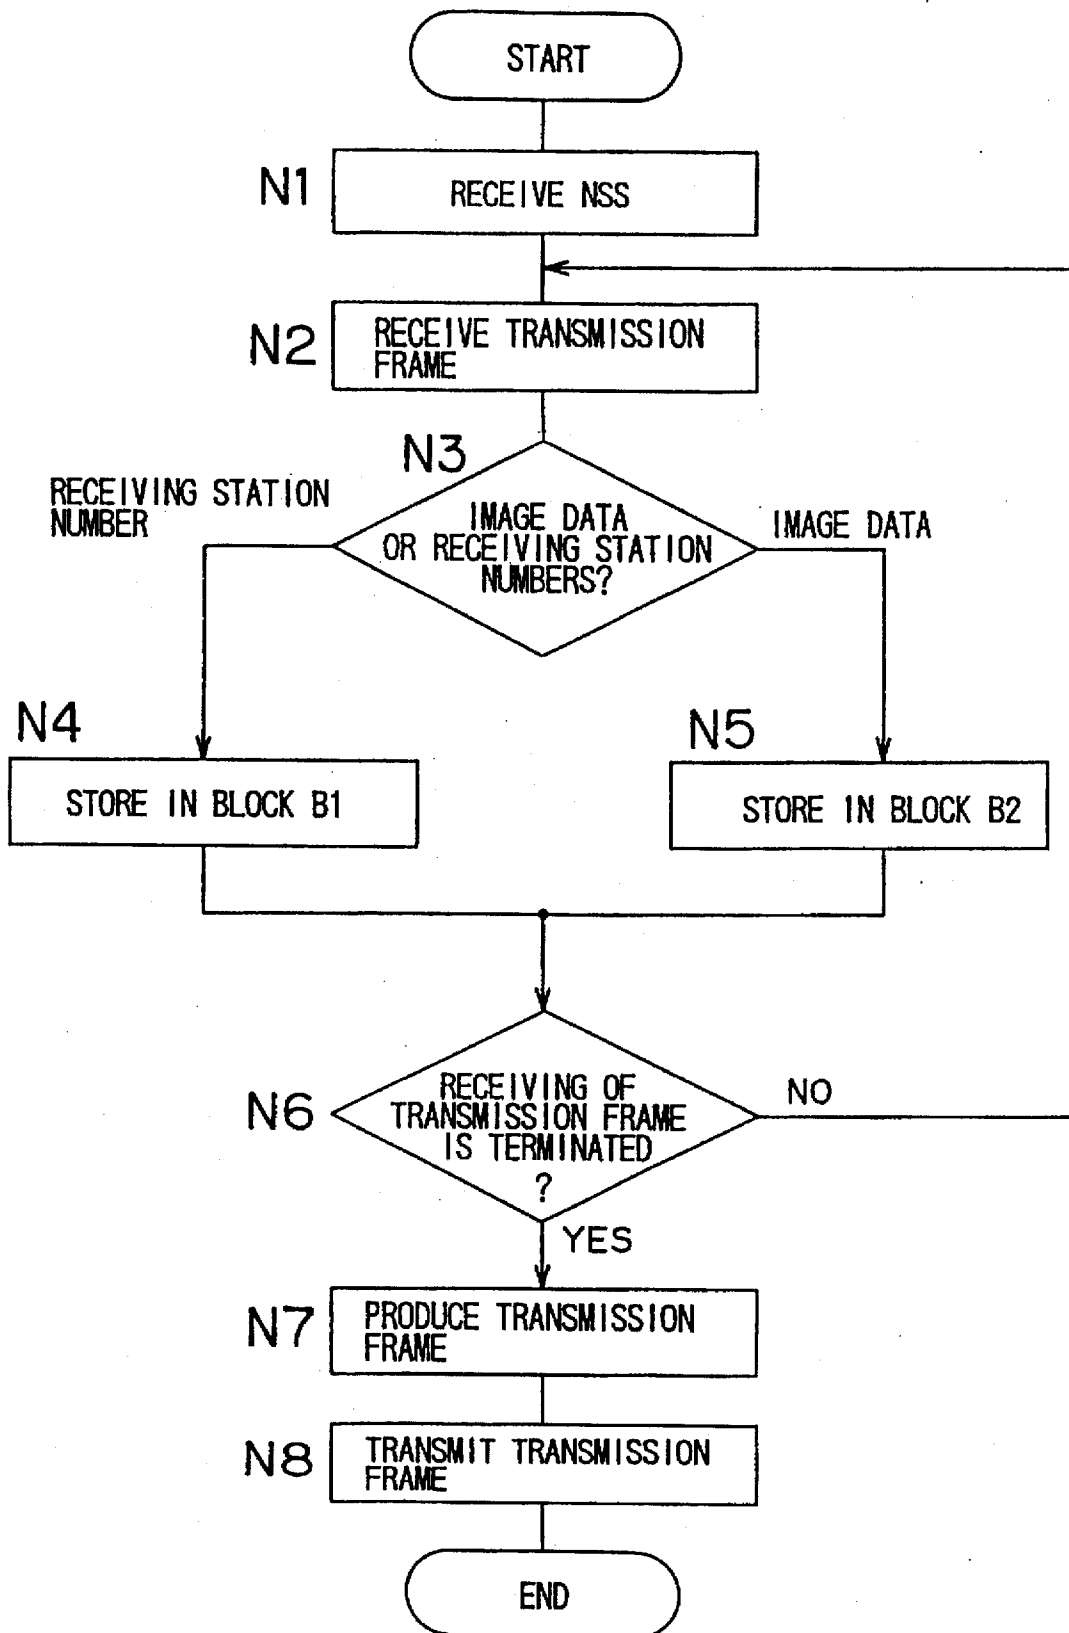 START
N1
RECEIVE NSS
N2
RECEIVE TRANSMISSION
FRAME
N3
RECEIVING STATION
NUMBER
IMAGE DATA
OR RECEIVING STATION
NUMBERS?
IMAGE DATA
N4
STORE IN BLOCK B1
N5
STORE IN BLOCK B2
N6
RECEIVING OF
TRANSMISSION FRAME
IS TERMINATED
?
NO
YES
N7
PRODUCE TRANSMISSION
FRAME
N8
TRANSMIT TRANSMISSION
FRAME
END